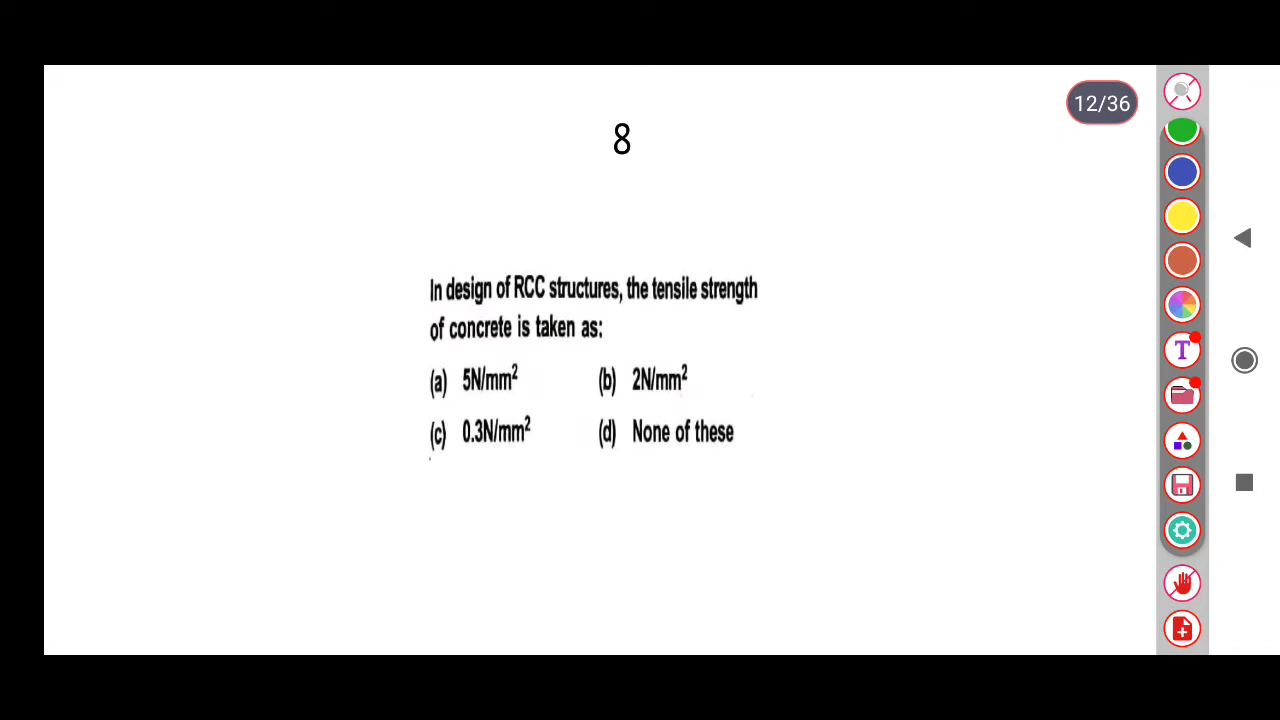 12/36
8
In design of RCC structures, the tensile strength
of concrete is taken as:
(a) 5N/mm² (b) 2N/mm²
(c) 0.3N/mm² (d) None of these
T